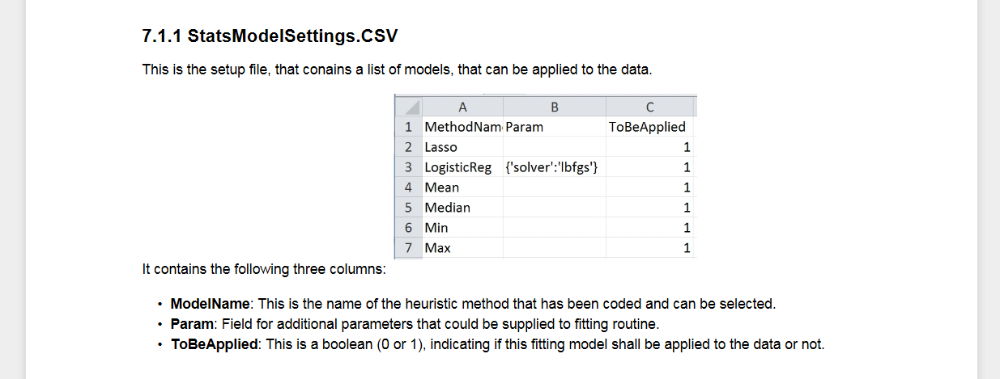 7.1.1 StatsModelSettings.CSV
This is the setup file, that conains a list of models, that can be applied to the data.
A B C
1 MethodNam Param ToBeApplied
2 Lasso 1
3 LogisticReg {'solver':'lbfgs'} 1
4 Mean 1
5 Median 1
6 Min 1
7 Max 1
It contains the following three columns:
• ModelName: This is the name of the heuristic method that has been coded and can be selected.
• Param: Field for additional parameters that could be supplied to fitting routine.
• ToBeApplied: This is a boolean (0 or 1), indicating if this fitting model shall be applied to the data or not.